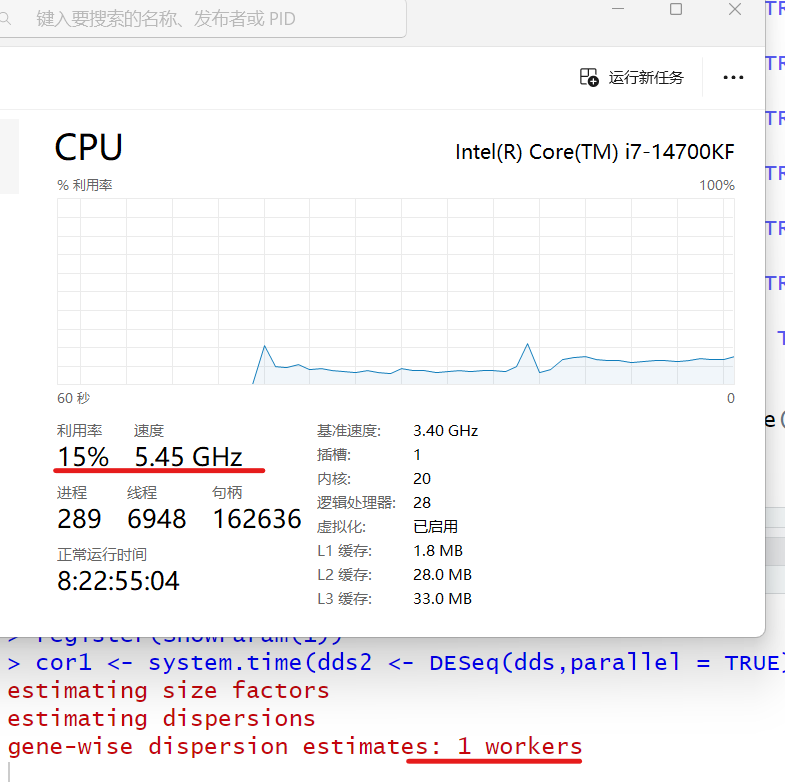 键入要搜索的名称、发布者或 PID
运行新任务
CPU
Intel(R) Core(TM) i7-14700KF
% 利用率
100%
60 秒
0
利用率
速度
15%
5.45 GHz
进程
线程
句柄
289
6948
162636
正常运行时间
8:22:55:04
基准速度:
3.40 GHz
插槽:
1
内核:
20
逻辑处理器:
28
虚拟化:
已启用
L1 缓存:
1.8 MB
L2 缓存:
28.0 MB
L3 缓存:
33.0 MB
TR
TR
TR
TR
TR
TR
T
e(
> register(SnowParam(1))
> cor1 <- system.time(dds2 <- DESeq(dds,parallel = TRUE)
estimating size factors
estimating dispersions
gene-wise dispersion estimates: 1 workers